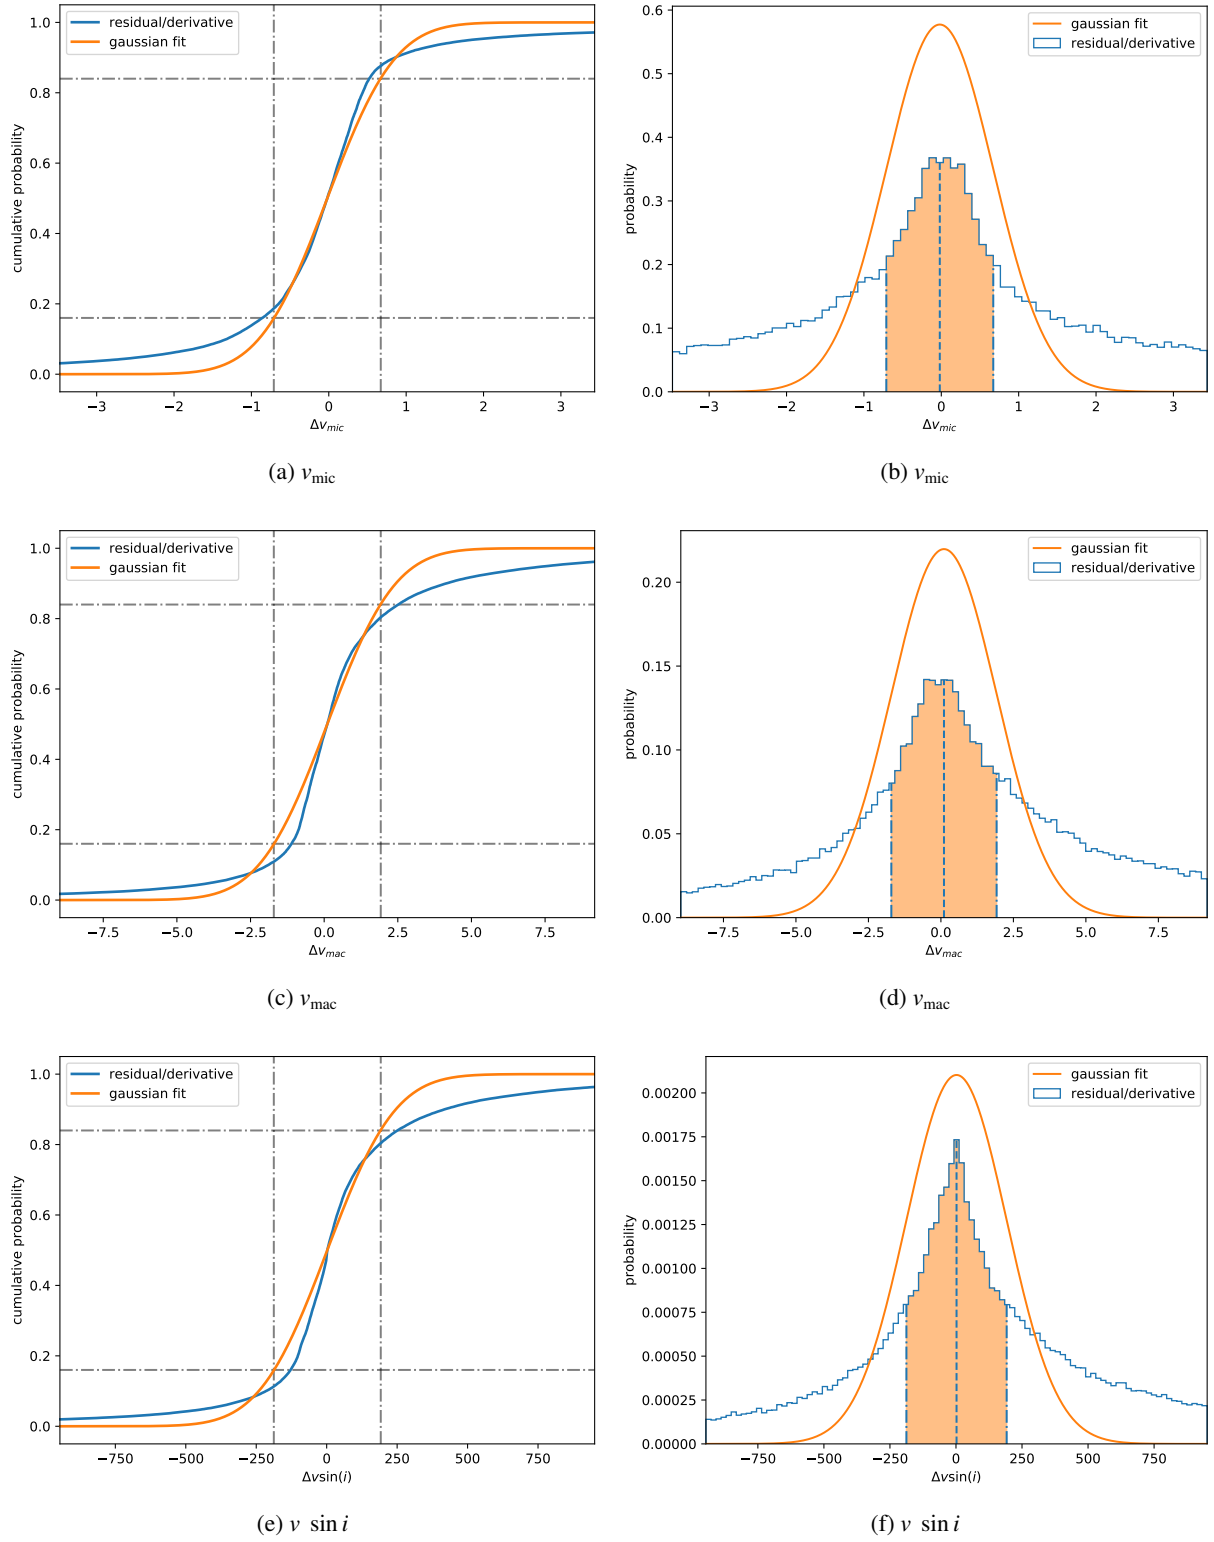 residual/derivative
gaussian fit
cumulative probability
1.0
0.8
0.6
0.4
0.2
0.0
−3 −2 −1 0 1 2 3
Δv_mic
(a) v_mic
gaussian fit
residual/derivative
probability
0.6
0.5
0.4
0.3
0.2
0.1
0.0
−3 −2 −1 0 1 2 3
Δv_mic
(b) v_mic
residual/derivative
gaussian fit
cumulative probability
1.0
0.8
0.6
0.4
0.2
0.0
−7.5 −5.0 −2.5 0.0 2.5 5.0 7.5
Δv_mac
(c) v_mac
gaussian fit
residual/derivative
probability
0.20
0.15
0.10
0.05
0.00
−7.5 −5.0 −2.5 0.0 2.5 5.0 7.5
Δv_mac
(d) v_mac
residual/derivative
gaussian fit
cumulative probability
1.0
0.8
0.6
0.4
0.2
0.0
−750 −500 −250 0 250 500 750
Δvsin(i)
(e) v sin i
gaussian fit
residual/derivative
probability
0.00200
0.00175
0.00150
0.00125
0.00100
0.00075
0.00050
0.00025
0.00000
−750 −500 −250 0 250 500 750
Δvsin(i)
(f) v sin i